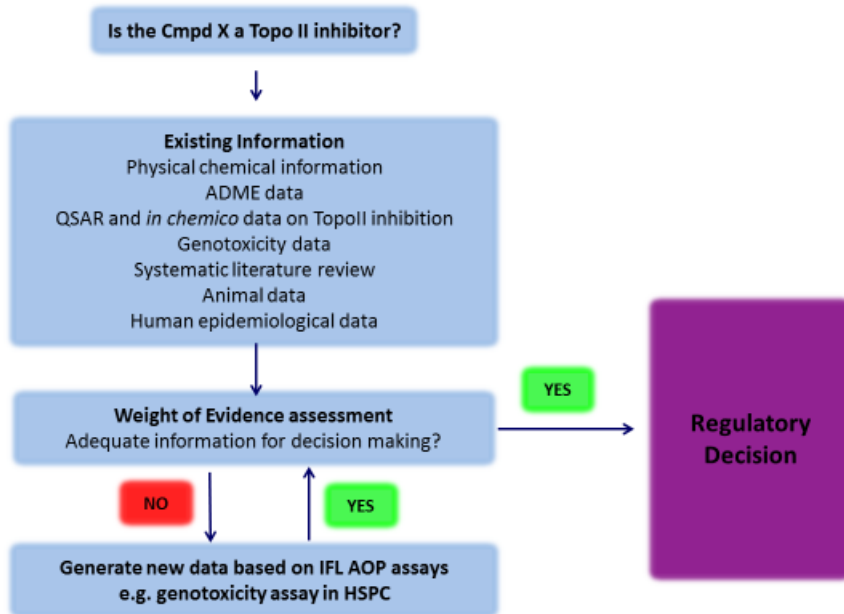 Is the Cmpd X a Topo II inhibitor?
Existing Information
Physical chemical information
ADME data
QSAR and in chemico data on TopoII inhibition
Genotoxicity data
Systematic literature review
Animal data
Human epidemiological data
Weight of Evidence assessment
Adequate information for decision making?
YES
Regulatory
Decision
NO
YES
Generate new data based on IFL AOP assays
e.g. genotoxicity assay in HSPC